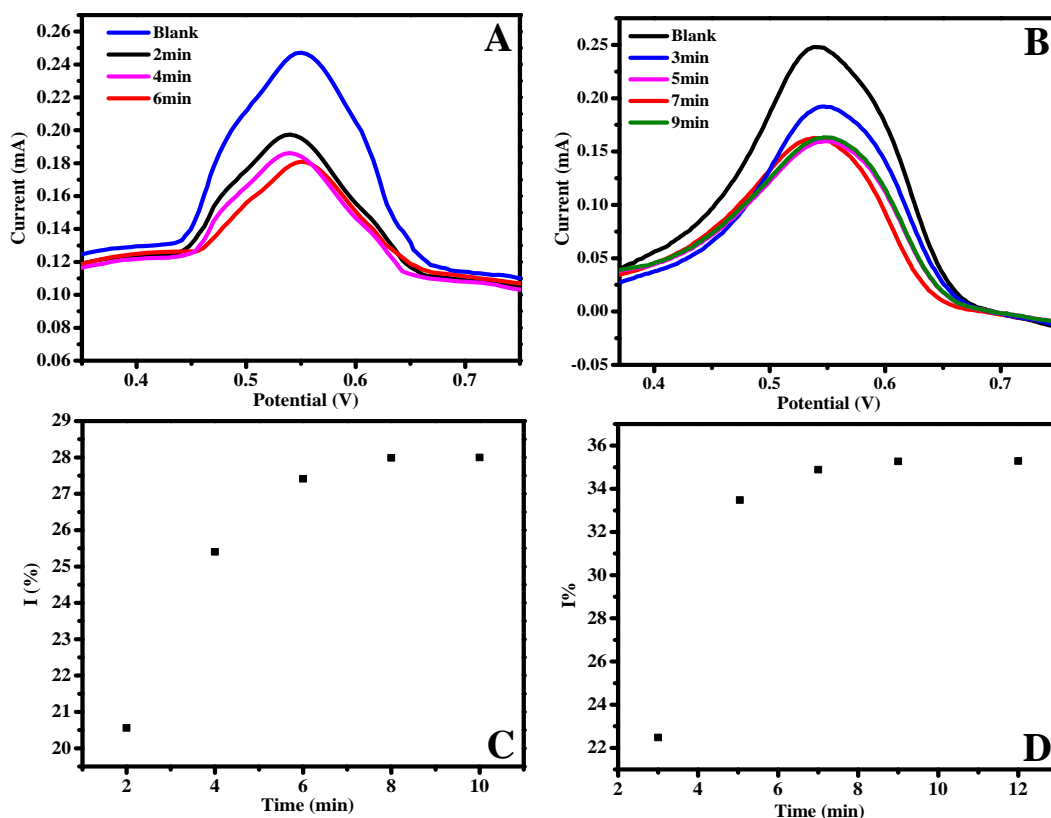 A
Blank
2min
4min
6min
0.26
0.24
0.22
0.20
0.18
0.16
0.14
0.12
0.10
0.08
0.06
Current (mA)
0.4 0.5 0.6 0.7
Potential (V)
B
Blank
3min
5min
7min
9min
0.25
0.20
0.15
0.10
0.05
0.00
-0.05
Current (mA)
0.4 0.5 0.6 0.7
Potential (V)
29
28
27
26
25
24
23
22
21
20
I (%)
C
2 4 6 8 10
Time (min)
36
34
32
30
28
26
24
22
I%
D
2 4 6 8 10 12
Time (min)